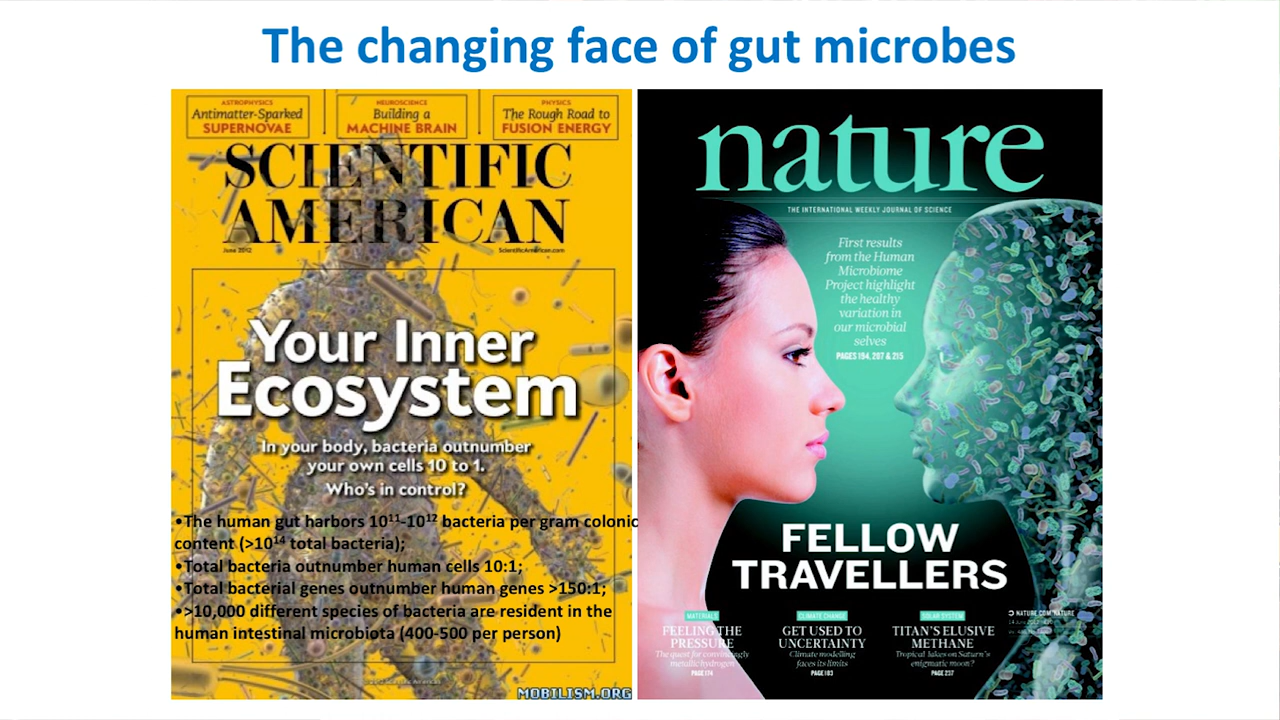 The changing face of gut microbes
ASTROPHYSICS
Antimatter-Sparked
SUPERNOVAE
NEUROSCIENCE
Building a
MACHINE BRAIN
PHYSICS
The Rough Road to
FUSION ENERGY
SCIENTIFIC
AMERICAN
June 2012
ScientificAmerican.com
Your Inner
Ecosystem
In your body, bacteria outnumber
your own cells 10 to 1.
Who's in control?
•The human gut harbors 10¹¹-10¹² bacteria per gram colonic
content (>10¹⁴ total bacteria);
•Total bacteria outnumber human cells 10:1;
•Total bacterial genes outnumber human genes >150:1;
•>10,000 different species of bacteria are resident in the
human intestinal microbiota (400-500 per person)
MOBILISM.ORG
nature
THE INTERNATIONAL WEEKLY JOURNAL OF SCIENCE
First results
from the Human
Microbiome
Project highlight
the healthy
variation in
our microbial
selves
PAGES 194, 207 & 215
FELLOW
TRAVELLERS
MATERIALS
FEELING THE
PRESSURE
The quest for convincingly
metallic hydrogen
PAGE 174
CLIMATE CHANGE
GET USED TO
UNCERTAINTY
Climate modelling
faces its limits
PAGE 183
SOLAR SYSTEM
TITAN'S ELUSIVE
METHANE
Tropical lakes on Saturn's
enigmatic moon?
PAGE 237
NATURE.COM/NATURE